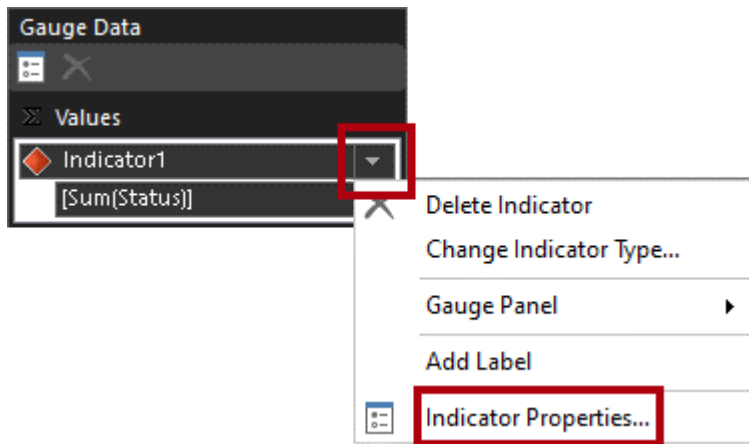 Gauge Data
Σ Values
Indicator1
[Sum(Status)]
Delete Indicator
Change Indicator Type...
Gauge Panel
Add Label
Indicator Properties...